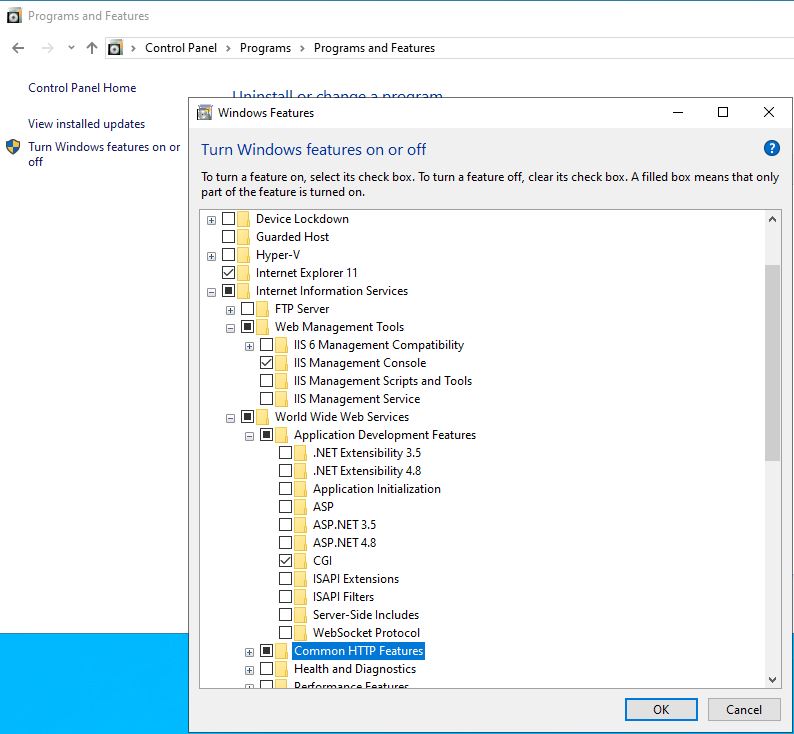 Programs and Features
Control Panel
Programs
Programs and Features
Control Panel Home
Uninstall or change a program
View installed updates
Turn Windows features on or
off
Windows Features
Turn Windows features on or off
?
To turn a feature on, select its check box. To turn a feature off, clear its check box. A filled box means that only
part of the feature is turned on.
Device Lockdown
Guarded Host
Hyper-V
Internet Explorer 11
Internet Information Services
FTP Server
Web Management Tools
IIS 6 Management Compatibility
IIS Management Console
IIS Management Scripts and Tools
IIS Management Service
World Wide Web Services
Application Development Features
.NET Extensibility 3.5
.NET Extensibility 4.8
Application Initialization
ASP
ASP.NET 3.5
ASP.NET 4.8
CGI
ISAPI Extensions
ISAPI Filters
Server-Side Includes
WebSocket Protocol
Common HTTP Features
Health and Diagnostics
Performance Features
OK
Cancel